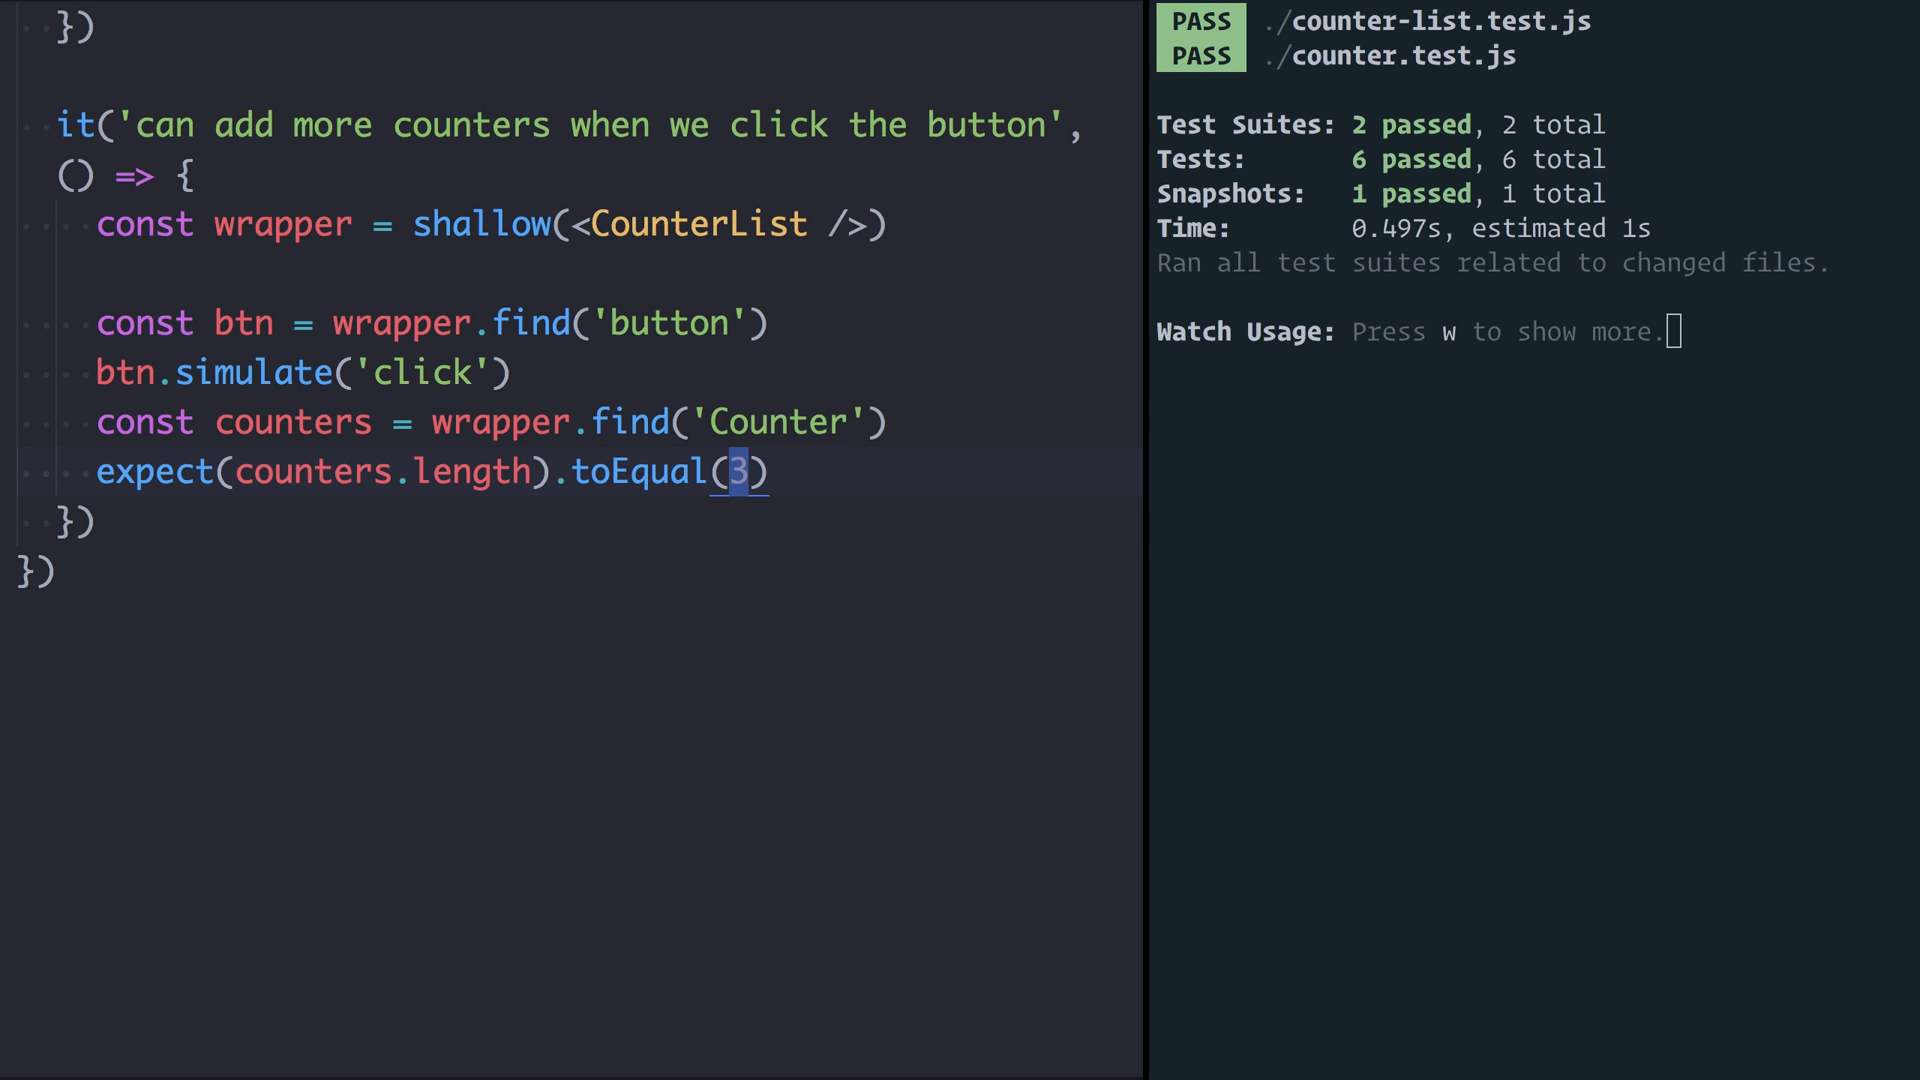 })
it('can add more counters when we click the button',
() => {
const wrapper = shallow(<CounterList />)
const btn = wrapper.find('button')
btn.simulate('click')
const counters = wrapper.find('Counter')
expect(counters.length).toEqual(3)
})
})
PASS ./counter-list.test.js
PASS ./counter.test.js
Test Suites: 2 passed, 2 total
Tests: 6 passed, 6 total
Snapshots: 1 passed, 1 total
Time: 0.497s, estimated 1s
Ran all test suites related to changed files.
Watch Usage: Press w to show more.